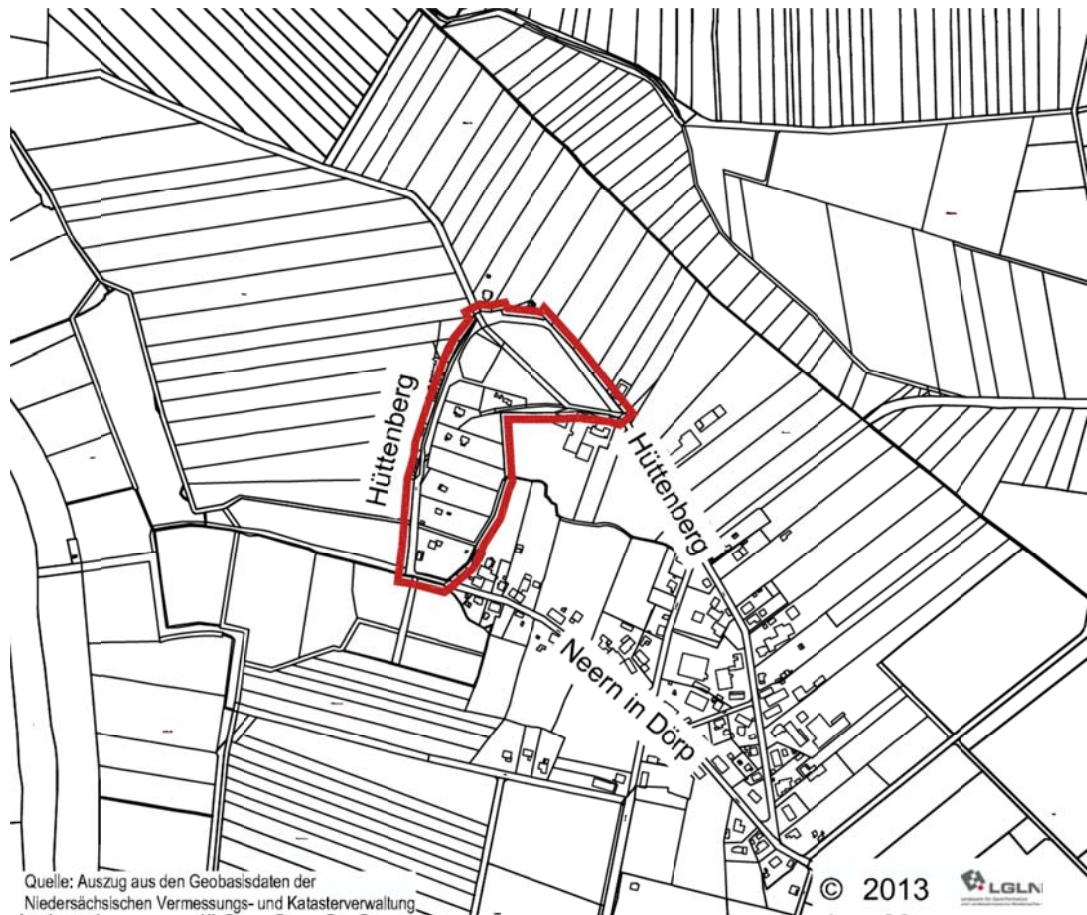 Hüttenberg
Hüttenberg
Neern in Dörp
Quelle: Auszug aus den Geobasisdaten der
Niedersächsischen Vermessungs- und Katasterverwaltung
© 2013
LGLN